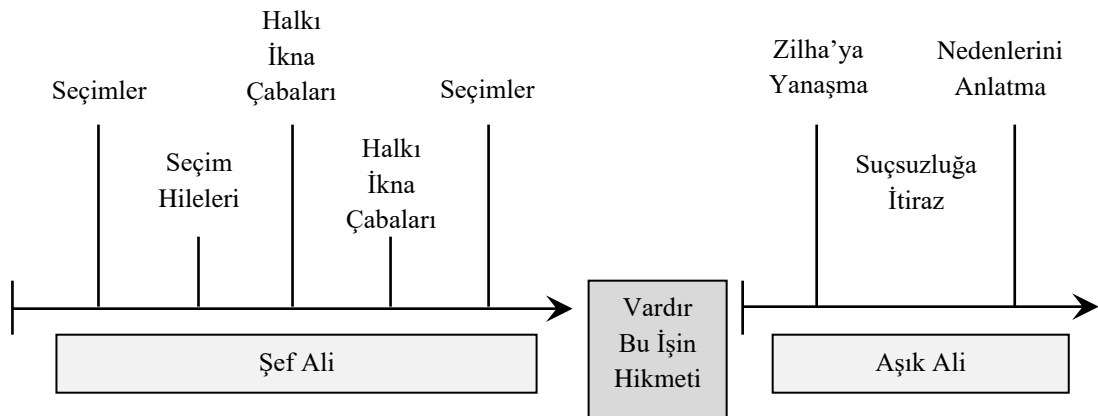 Seçimler
Seçim
Hileleri
Halkı
İkna
Çabaları
Halkı
İkna
Çabaları
Seçimler
Şef Ali
Vardır
Bu İşin
Hikmeti
Zilha’ya
Yanaşma
Suçsuzluğa
İtiraz
Nedenlerini
Anlatma
Aşık Ali